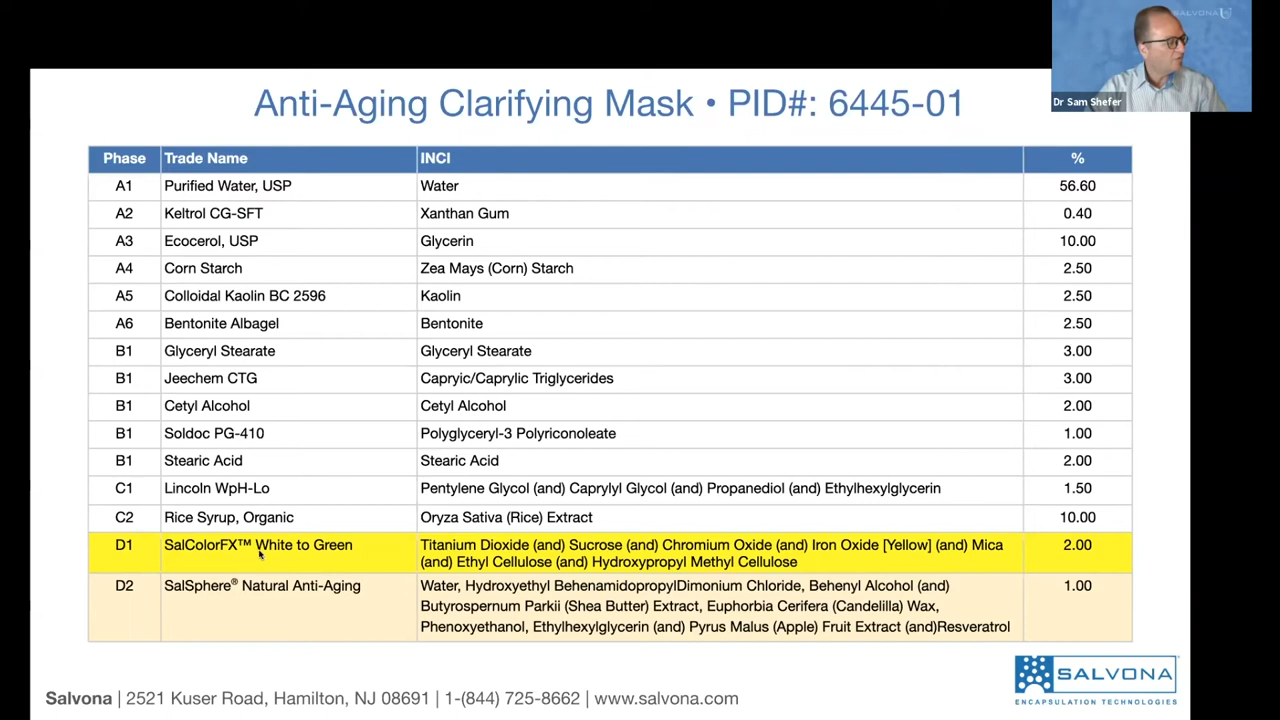 SALVONA
Dr Sam Shefer
Anti-Aging Clarifying Mask • PID#: 6445-01
Phase Trade Name INCI %
A1 Purified Water, USP Water 56.60
A2 Keltrol CG-SFT Xanthan Gum 0.40
A3 Ecocerol, USP Glycerin 10.00
A4 Corn Starch Zea Mays (Corn) Starch 2.50
A5 Colloidal Kaolin BC 2596 Kaolin 2.50
A6 Bentonite Albagel Bentonite 2.50
B1 Glyceryl Stearate Glyceryl Stearate 3.00
B1 Jeechem CTG Capryic/Caprylic Triglycerides 3.00
B1 Cetyl Alcohol Cetyl Alcohol 2.00
B1 Soldoc PG-410 Polyglyceryl-3 Polyriconoleate 1.00
B1 Stearic Acid Stearic Acid 2.00
C1 Lincoln WpH-Lo Pentylene Glycol (and) Caprylyl Glycol (and) Propanediol (and) Ethylhexylglycerin 1.50
C2 Rice Syrup, Organic Oryza Sativa (Rice) Extract 10.00
D1 SalColorFX™ White to Green Titanium Dioxide (and) Sucrose (and) Chromium Oxide (and) Iron Oxide [Yellow] (and) Mica 2.00
(and) Ethyl Cellulose (and) Hydroxypropyl Methyl Cellulose
D2 SalSphere® Natural Anti-Aging Water, Hydroxyethyl BehenamidopropylDimonium Chloride, Behenyl Alcohol (and) 1.00
Butyrospernum Parkii (Shea Butter) Extract, Euphorbia Cerifera (Candelilla) Wax,
Phenoxyethanol, Ethylhexylglycerin (and) Pyrus Malus (Apple) Fruit Extract (and)Resveratrol
Salvona | 2521 Kuser Road, Hamilton, NJ 08691 | 1-(844) 725-8662 | www.salvona.com
SALVONA
ENCAPSULATION TECHNOLOGIES